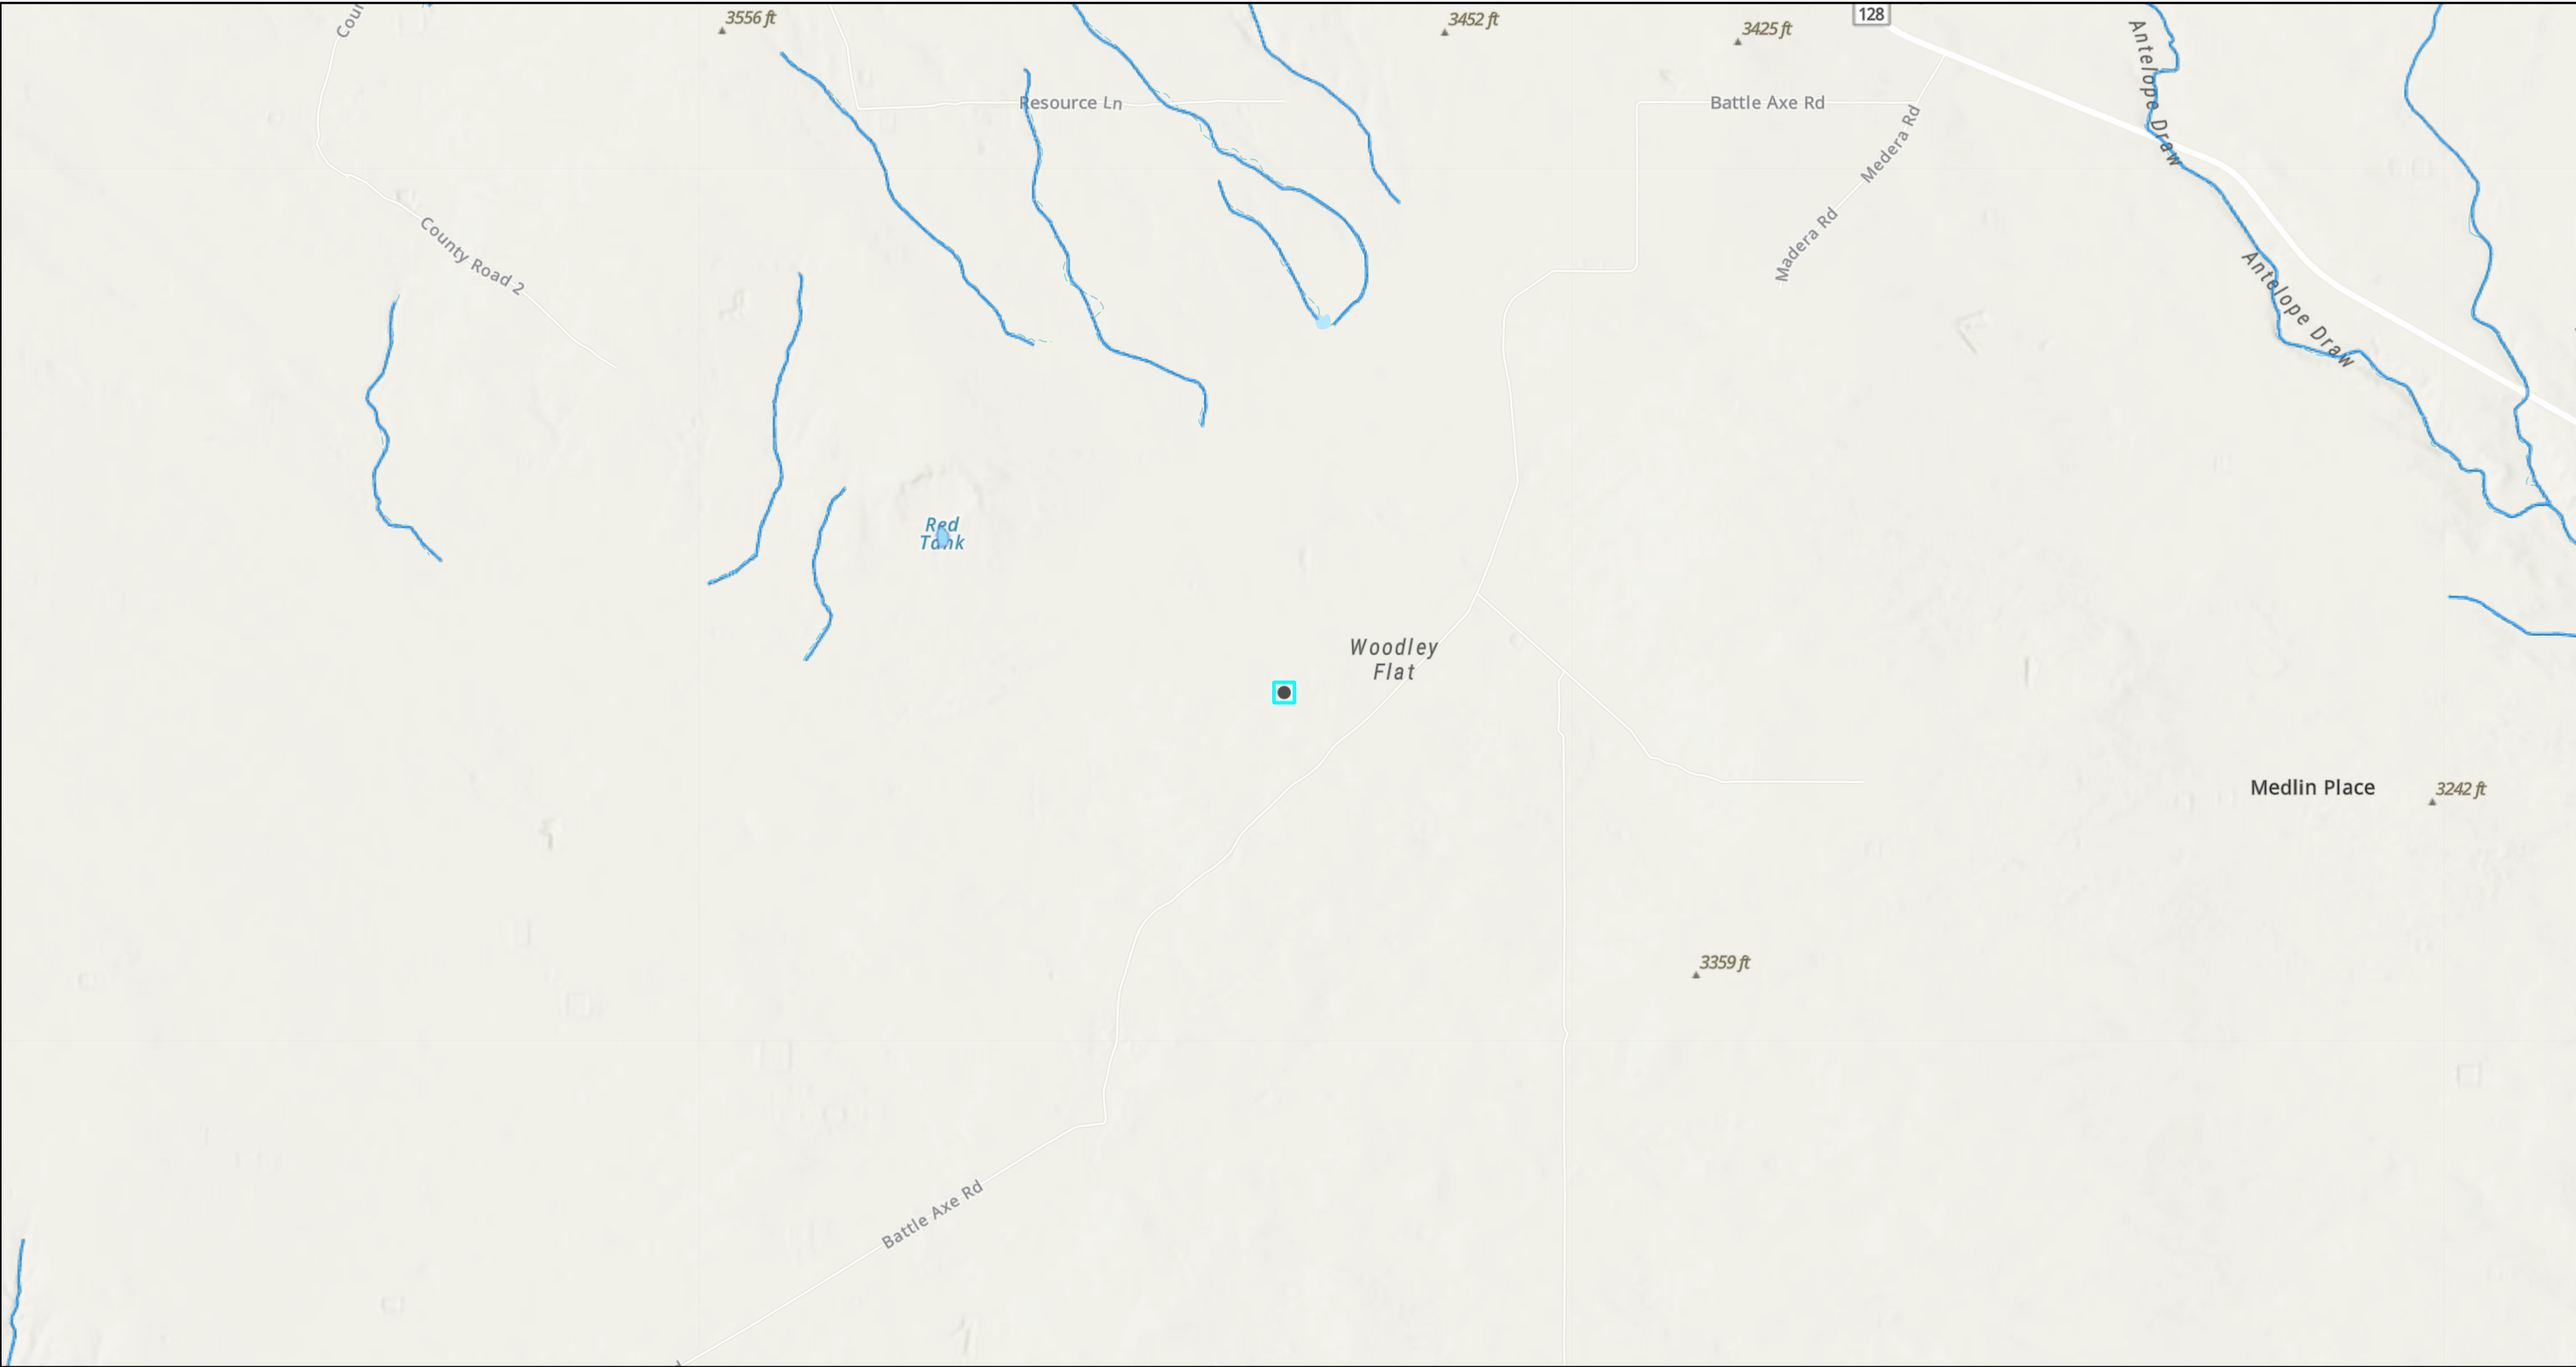 Cour
3556 ft
3452 ft
3425 ft
128
Antelope Draw
Resource Ln
Battle Axe Rd
Medera Rd
Madera Rd
County Road 2
Antelope Draw
Red
Tank
Woodley
Flat
Medlin Place
3242 ft
3359 ft
Battle Axe Rd